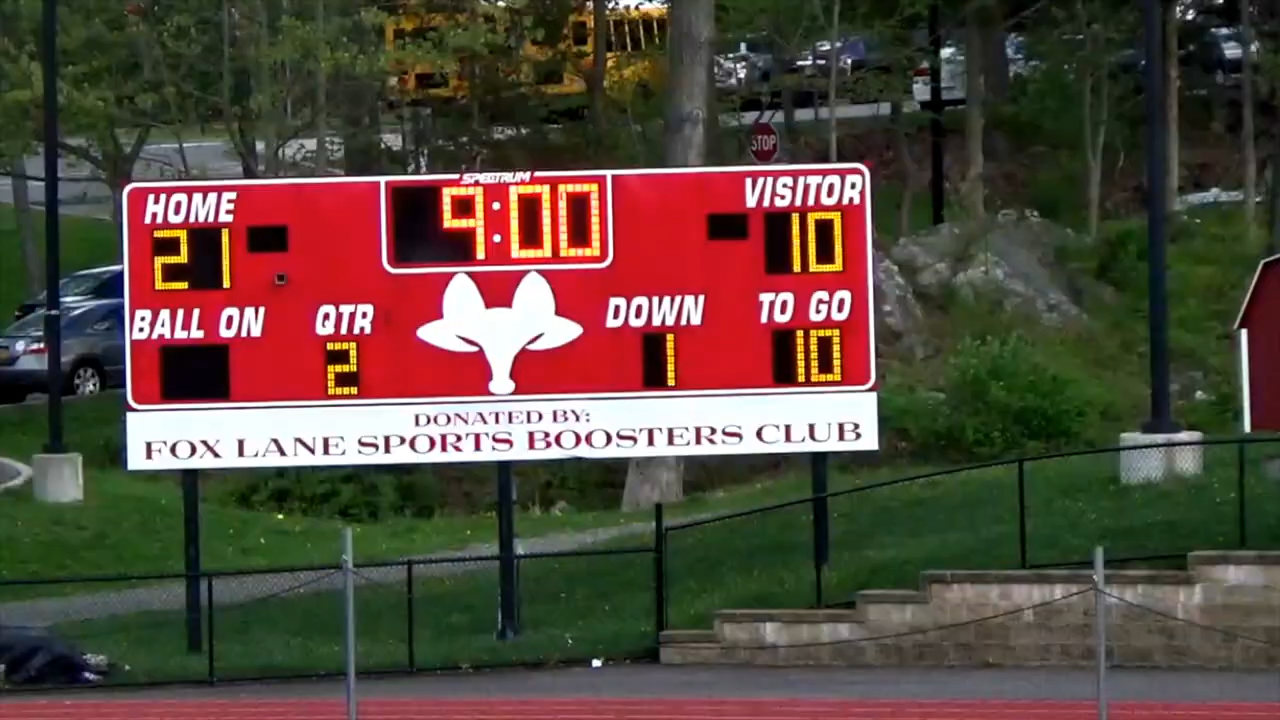 SPECTRUM
HOME 9:00 VISITOR
21 10
BALL ON QTR DOWN TO GO
2 1 10
DONATED BY:
FOX LANE SPORTS BOOSTERS CLUB
STOP